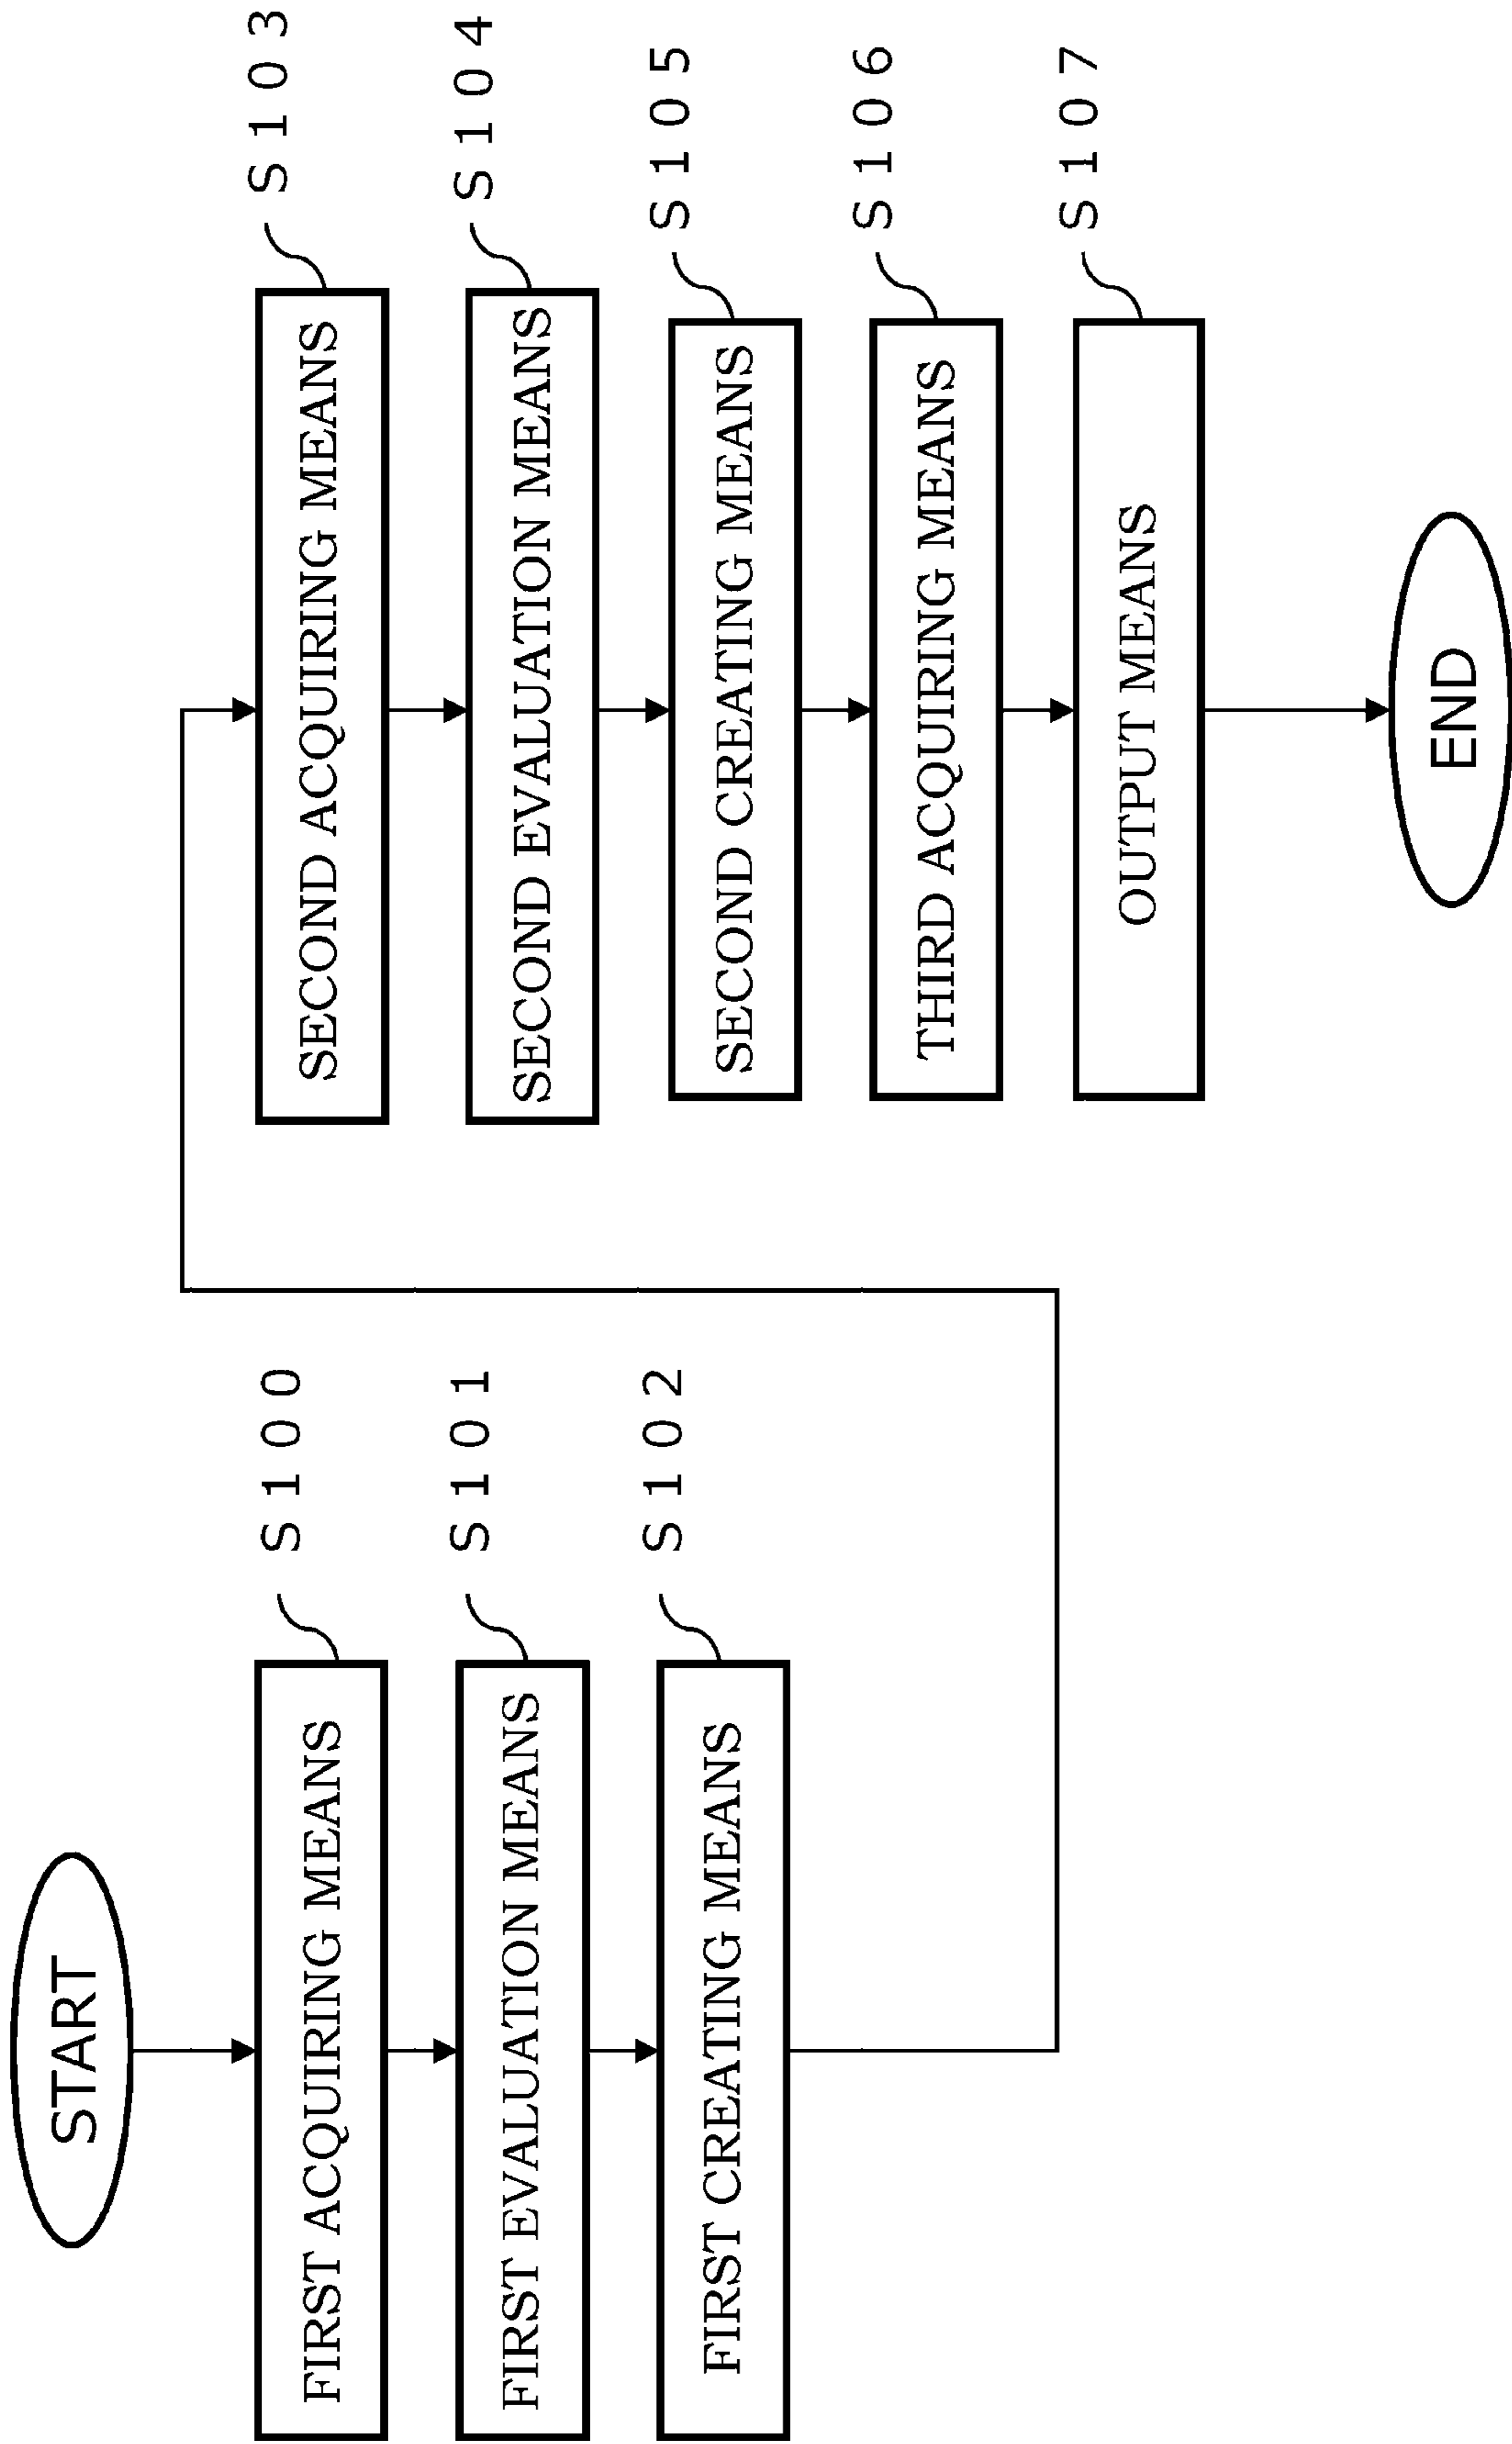 START
FIRST ACQUIRING MEANS
S100
FIRST EVALUATION MEANS
S101
FIRST CREATING MEANS
S102
SECOND ACQUIRING MEANS
S103
SECOND EVALUATION MEANS
S104
SECOND CREATING MEANS
S105
THIRD ACQUIRING MEANS
S106
OUTPUT MEANS
S107
END